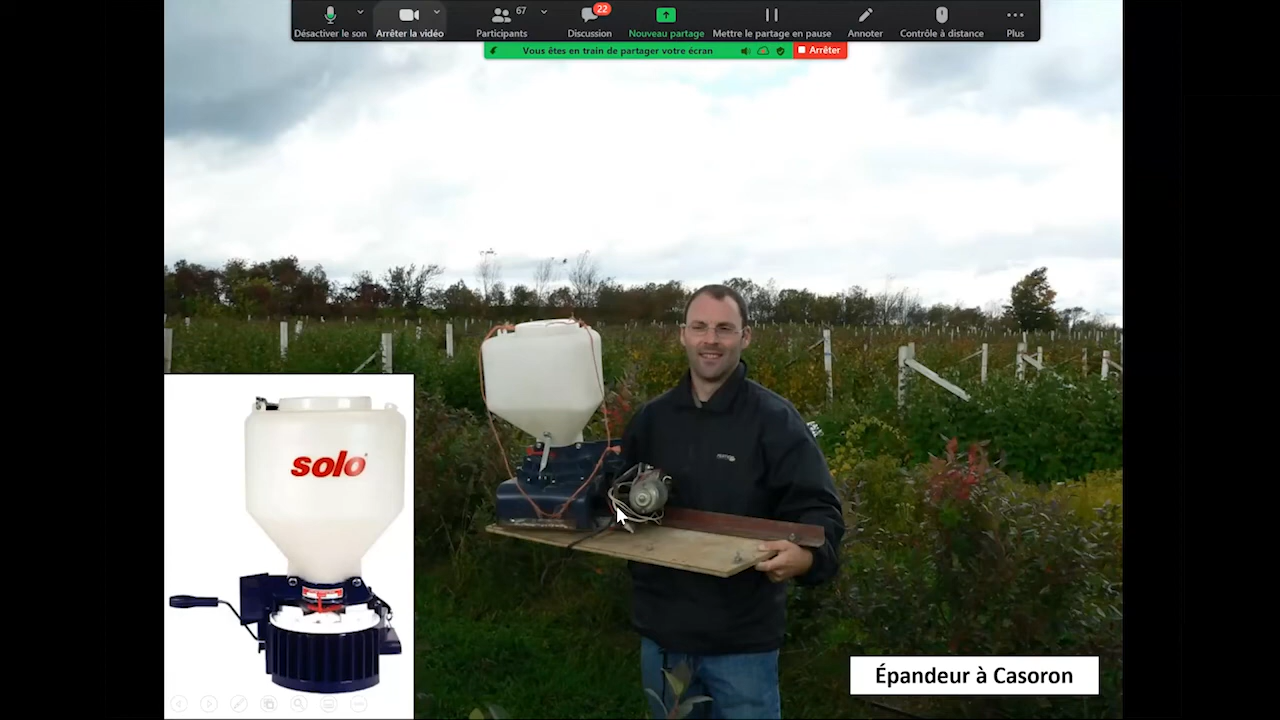 67
22
Désactiver le son
Arrêter la vidéo
Participants
Discussion
Nouveau partage
Mettre le partage en pause
Annoter
Contrôle à distance
Plus
Vous êtes en train de partager votre écran
Arrêter
solo
Épandeur à Casoron